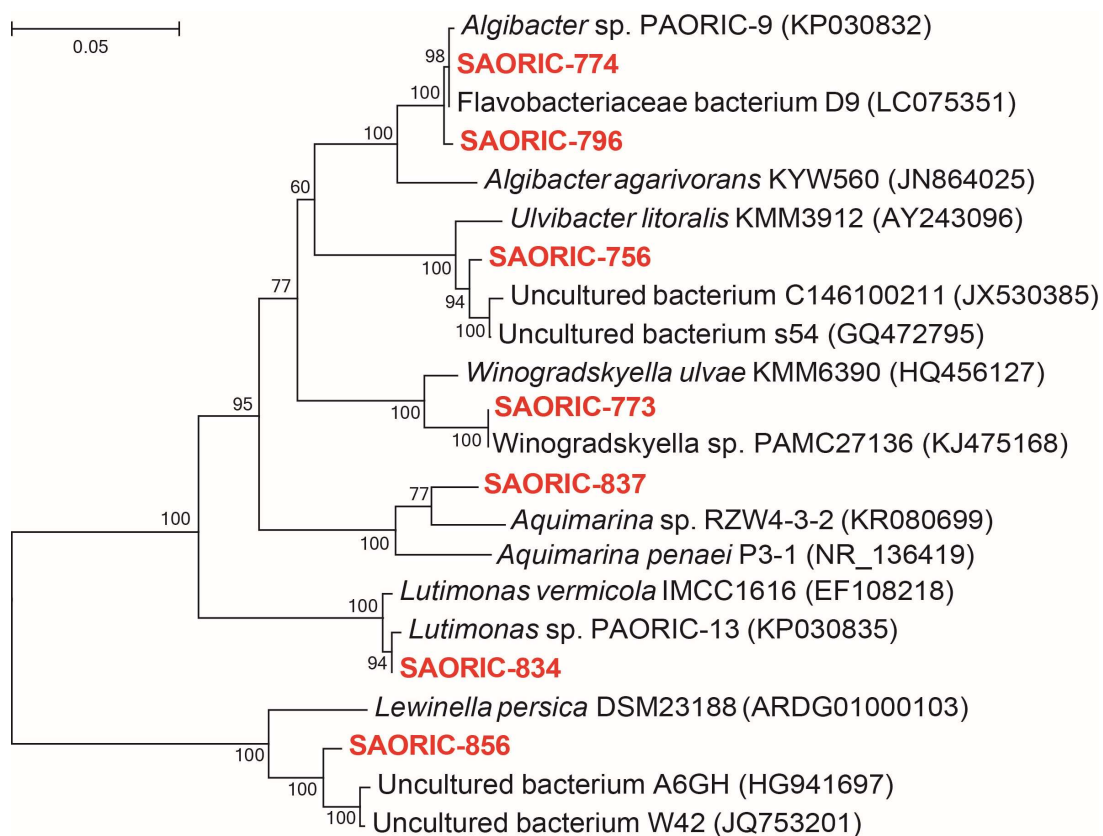 0.05
Algibacter sp. PAORIC-9 (KP030832)
98
SAORIC-774
100
Flavobacteriaceae bacterium D9 (LC075351)
100
SAORIC-796
Algibacter agarivorans KYW560 (JN864025)
60
Ulvibacter litoralis KMM3912 (AY243096)
100
SAORIC-756
77
94
Uncultured bacterium C146100211 (JX530385)
100
Uncultured bacterium s54 (GQ472795)
Winogradskyella ulvae KMM6390 (HQ456127)
95
100
SAORIC-773
100
Winogradskyella sp. PAMC27136 (KJ475168)
SAORIC-837
77
100
Aquimarina sp. RZW4-3-2 (KR080699)
100
Aquimarina penaei P3-1 (NR_136419)
Lutimonas vermicola IMCC1616 (EF108218)
100
Lutimonas sp. PAORIC-13 (KP030835)
94
SAORIC-834
Lewinella persica DSM23188 (ARDG01000103)
100
SAORIC-856
100
Uncultured bacterium A6GH (HG941697)
100
Uncultured bacterium W42 (JQ753201)